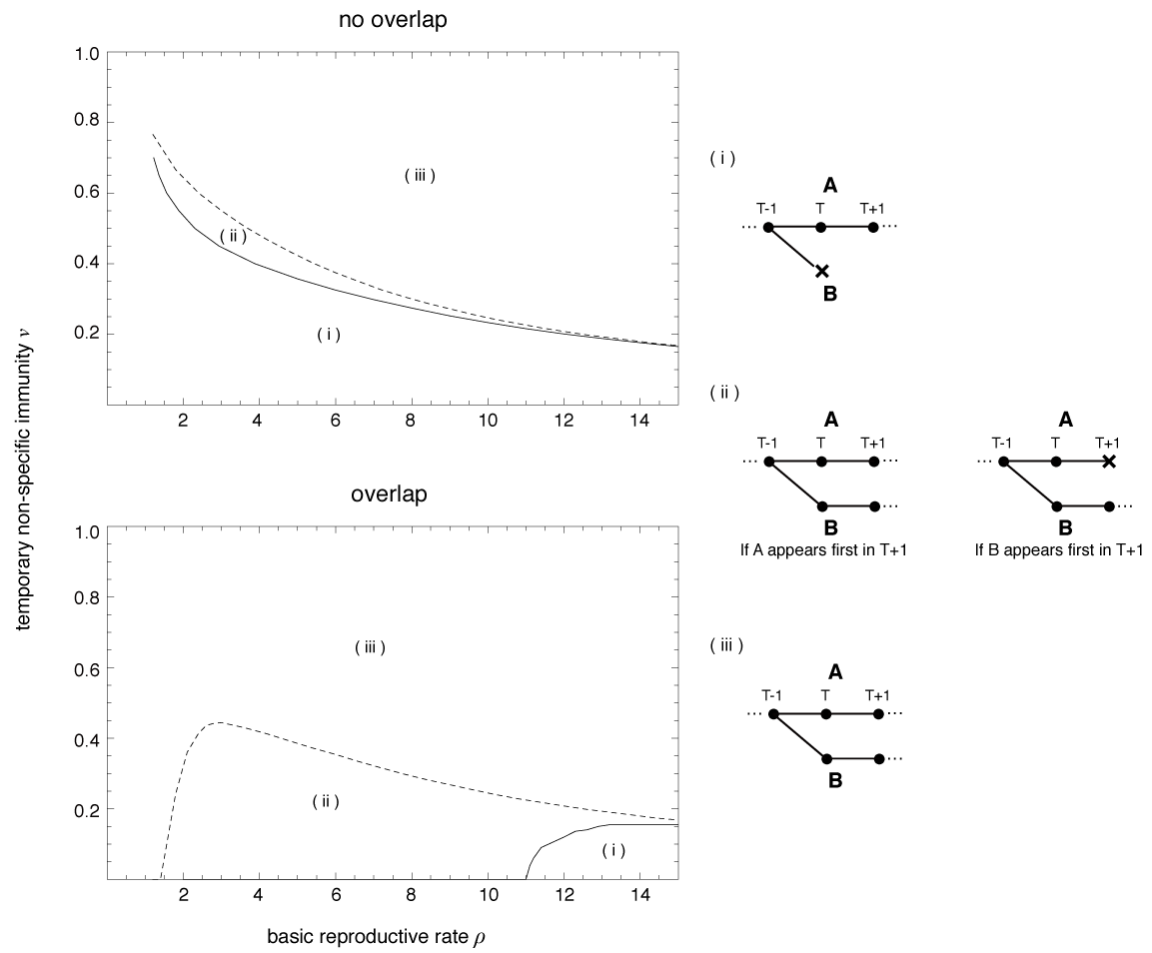 no overlap
1.0
0.8
0.6
0.4
0.2
2 4 6 8 10 12 14
( iii )
( ii )
( i )
temporary non-specific immunity ν
overlap
1.0
0.8
0.6
0.4
0.2
2 4 6 8 10 12 14
( iii )
( ii )
( i )
basic reproductive rate ρ
( i )
A
T-1 T T+1
... ...
B
( ii )
A
T-1 T T+1
... ...
B
If A appears first in T+1
A
T-1 T T+1
... ...
B
If B appears first in T+1
( iii )
A
T-1 T T+1
... ...
...
B